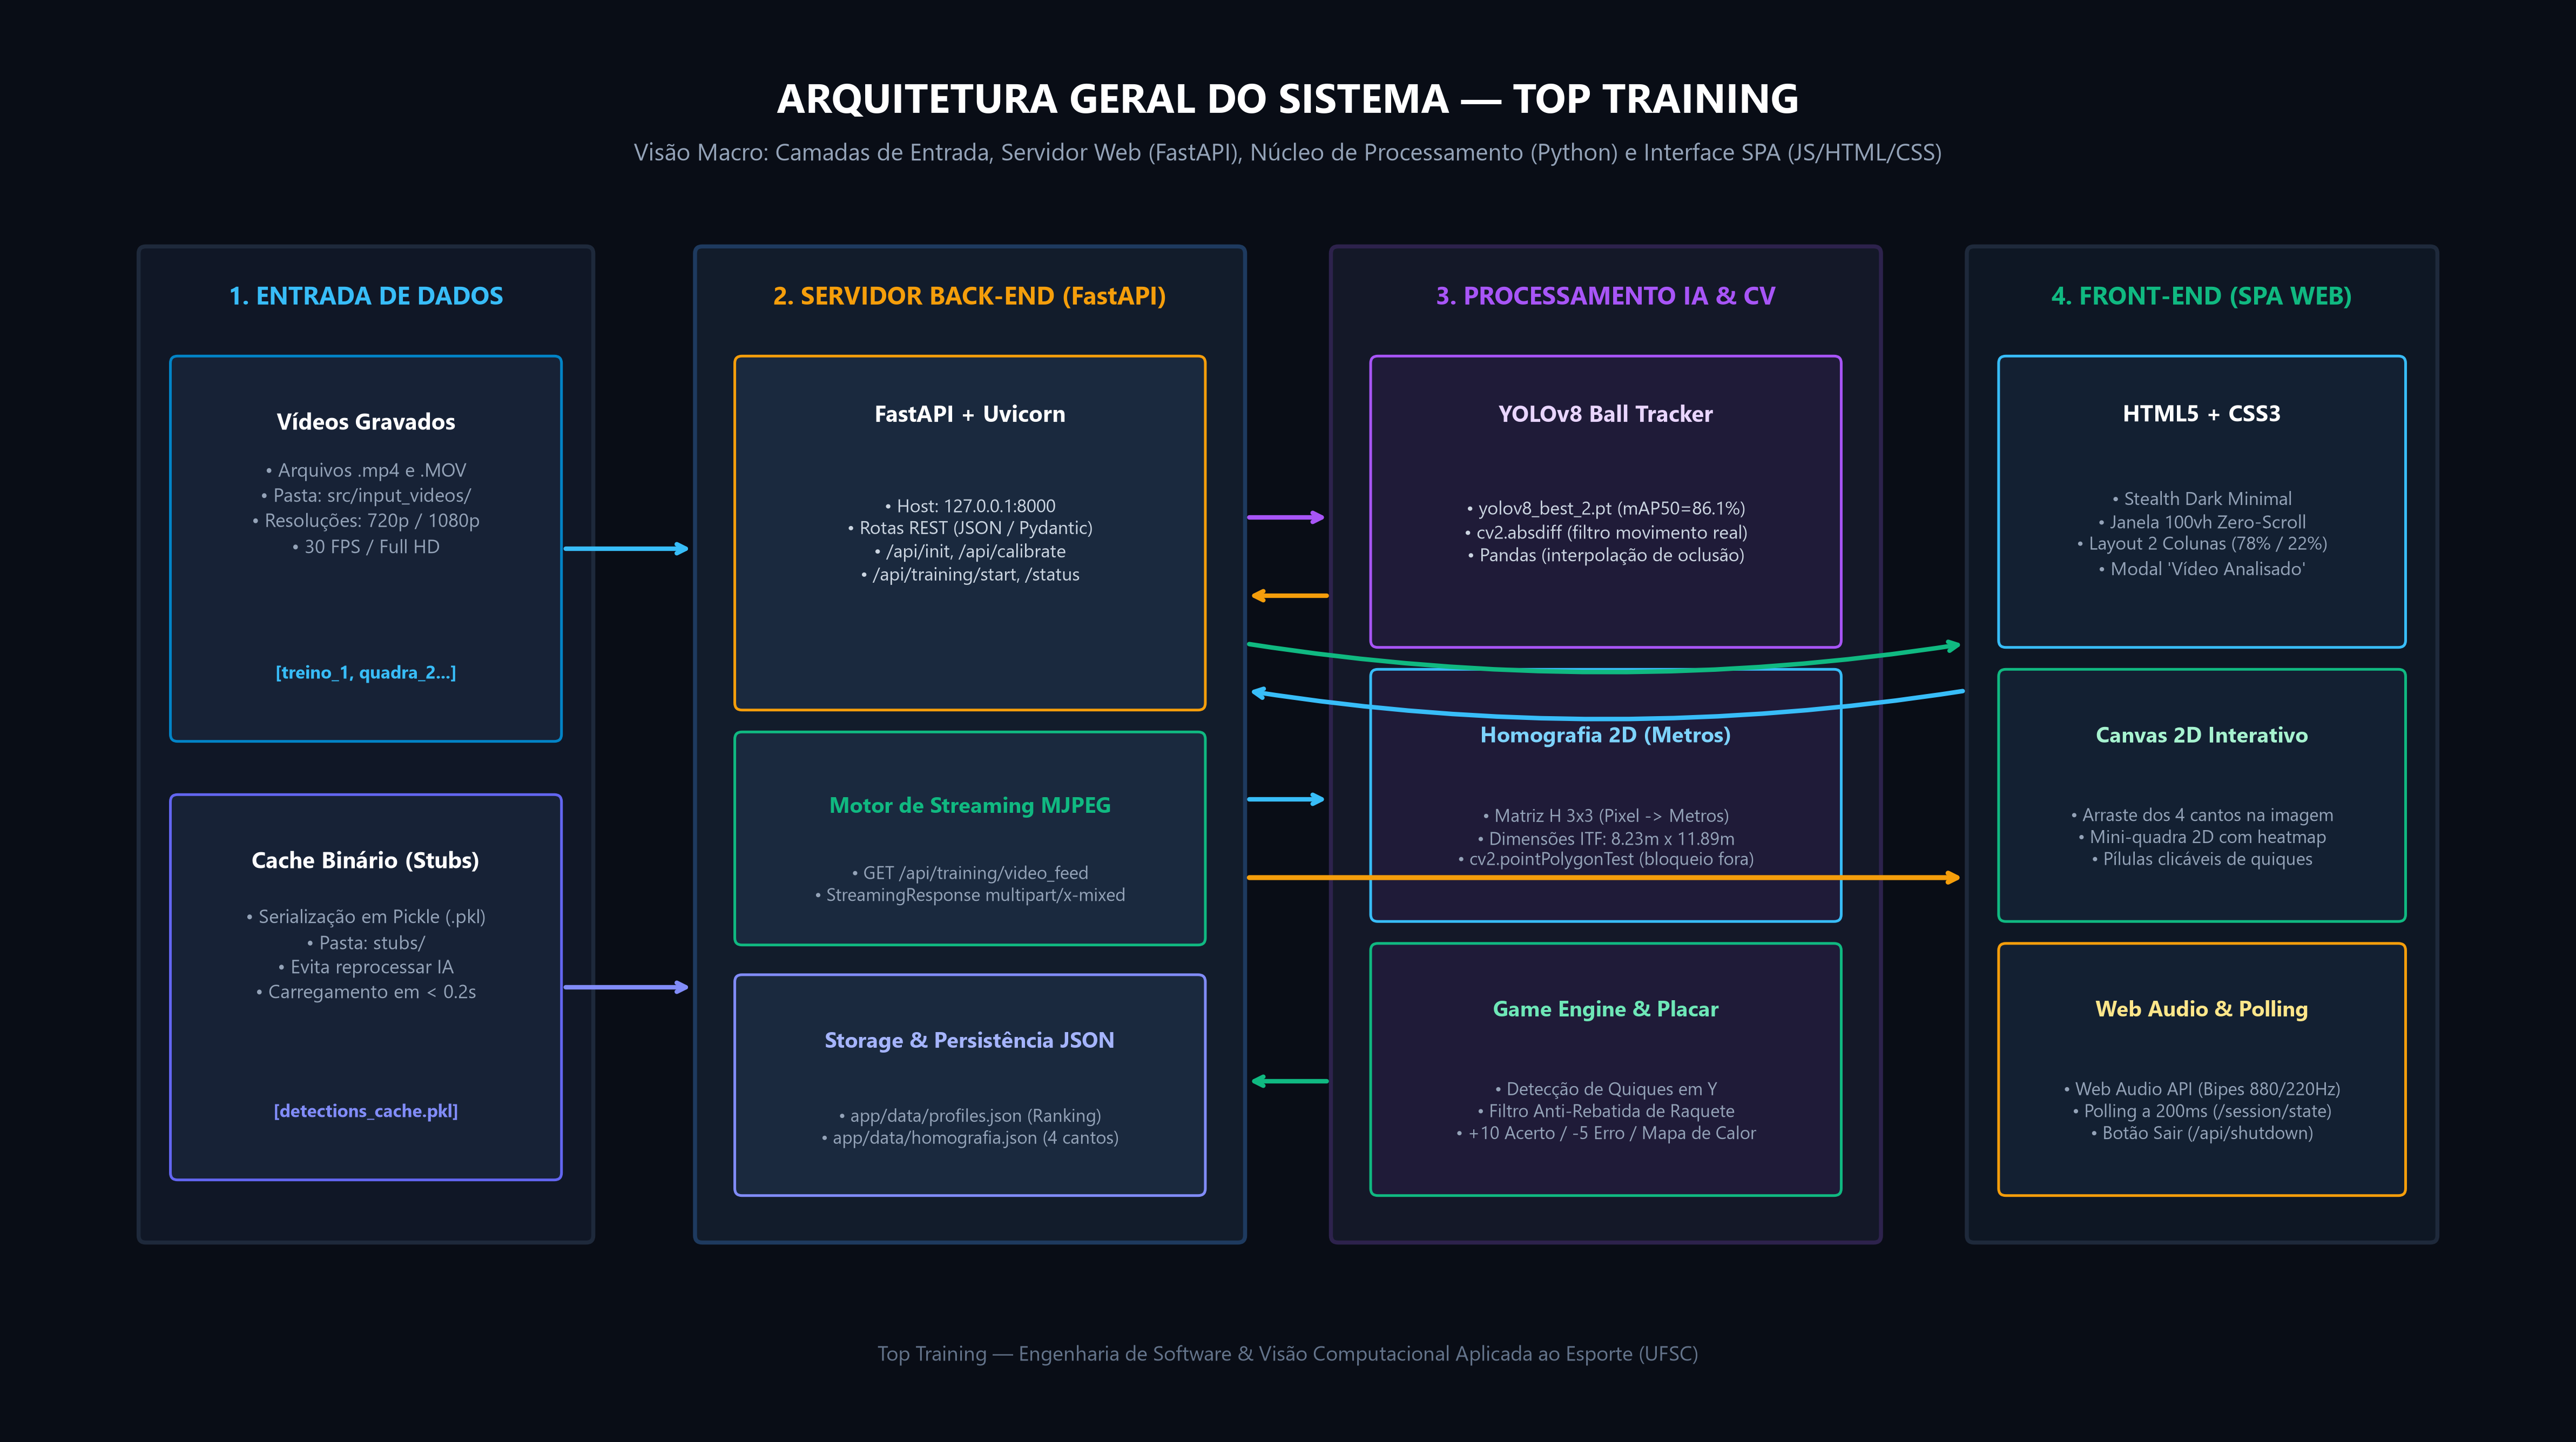 ARQUITETURA GERAL DO SISTEMA — TOP TRAINING
Visão Macro: Camadas de Entrada, Servidor Web (FastAPI), Núcleo de Processamento (Python) e Interface SPA (JS/HTML/CSS)
1. ENTRADA DE DADOS
Vídeos Gravados
• Arquivos .mp4 e .MOV
• Pasta: src/input_videos/
• Resoluções: 720p / 1080p
• 30 FPS / Full HD
[treino_1, quadra_2...]
Cache Binário (Stubs)
• Serialização em Pickle (.pkl)
• Pasta: stubs/
• Evita reprocessar IA
• Carregamento em < 0.2s
[detections_cache.pkl]
2. SERVIDOR BACK-END (FastAPI)
FastAPI + Uvicorn
• Host: 127.0.0.1:8000
• Rotas REST (JSON / Pydantic)
• /api/init, /api/calibrate
• /api/training/start, /status
Motor de Streaming MJPEG
• GET /api/training/video_feed
• StreamingResponse multipart/x-mixed
Storage & Persistência JSON
• app/data/profiles.json (Ranking)
• app/data/homografia.json (4 cantos)
3. PROCESSAMENTO IA & CV
YOLOv8 Ball Tracker
• yolov8_best_2.pt (mAP50=86.1%)
• cv2.absdiff (filtro movimento real)
• Pandas (interpolação de oclusão)
Homografia 2D (Metros)
• Matriz H 3x3 (Pixel -> Metros)
• Dimensões ITF: 8.23m x 11.89m
• cv2.pointPolygonTest (bloqueio fora)
Game Engine & Placar
• Detecção de Quiques em Y
• Filtro Anti-Rebatida de Raquete
• +10 Acerto / -5 Erro / Mapa de Calor
4. FRONT-END (SPA WEB)
HTML5 + CSS3
• Stealth Dark Minimal
• Janela 100vh Zero-Scroll
• Layout 2 Colunas (78% / 22%)
• Modal 'Vídeo Analisado'
Canvas 2D Interativo
• Arraste dos 4 cantos na imagem
• Mini-quadra 2D com heatmap
• Pílulas clicáveis de quiques
Web Audio & Polling
• Web Audio API (Bipes 880/220Hz)
• Polling a 200ms (/session/state)
• Botão Sair (/api/shutdown)
Top Training — Engenharia de Software & Visão Computacional Aplicada ao Esporte (UFSC)